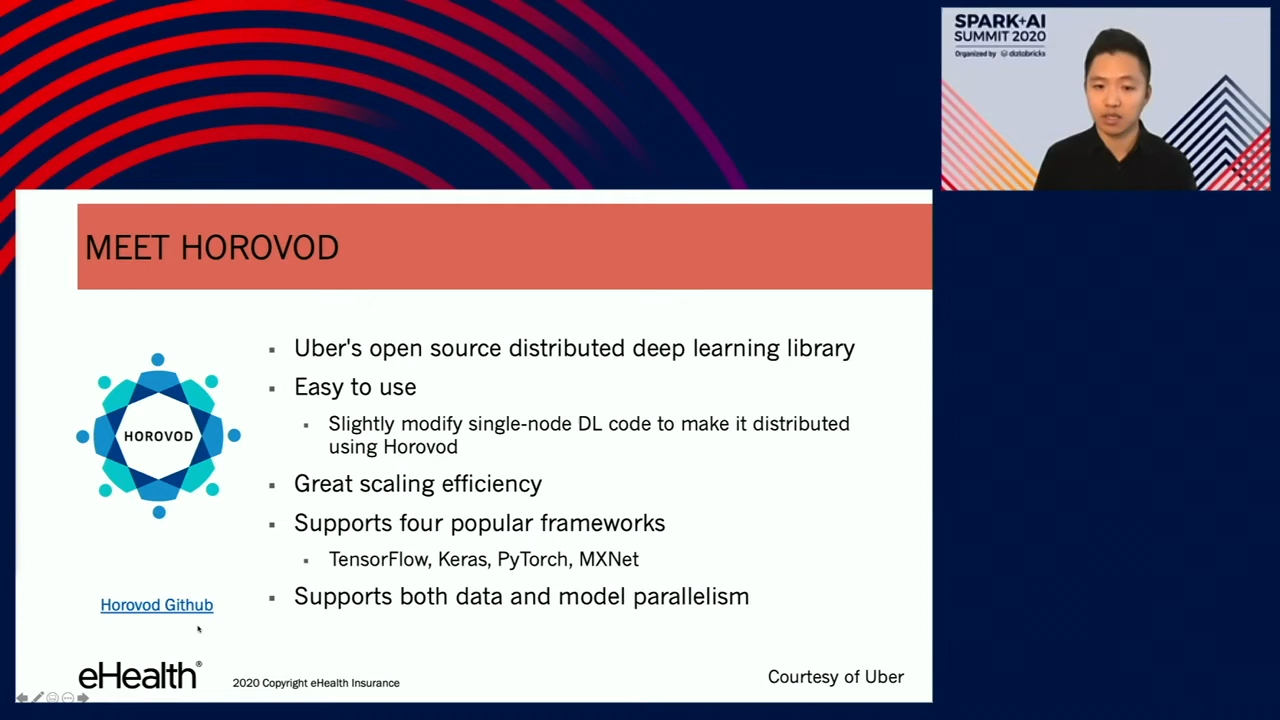 SPARK+AI
SUMMIT 2020
Organized by databricks
MEET HOROVOD
HOROVOD
Horovod Github
▪ Uber's open source distributed deep learning library
▪ Easy to use
▪ Slightly modify single-node DL code to make it distributed
using Horovod
▪ Great scaling efficiency
▪ Supports four popular frameworks
▪ TensorFlow, Keras, PyTorch, MXNet
▪ Supports both data and model parallelism
eHealth®
2020 Copyright eHealth Insurance
Courtesy of Uber